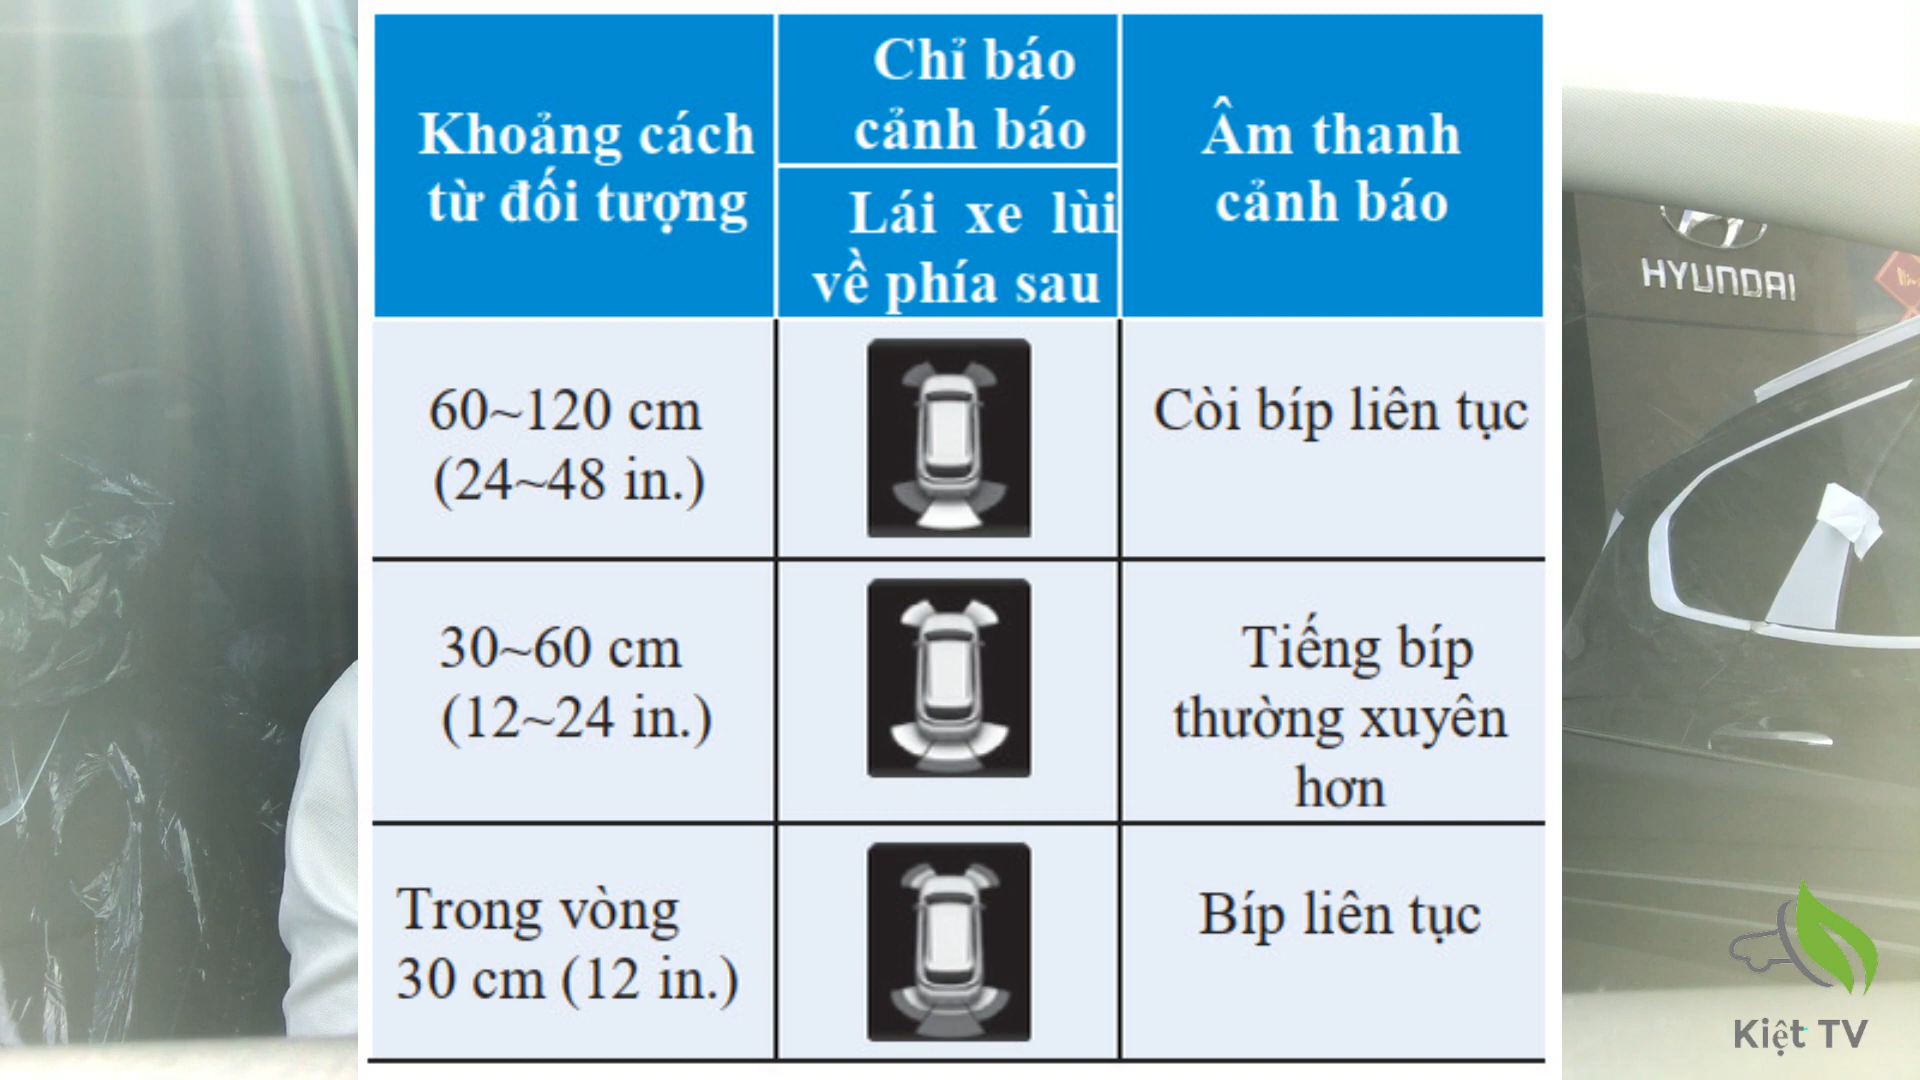 Khoảng cách
từ đối tượng
Chỉ báo
cảnh báo
Lái xe lùi
về phía sau
Âm thanh
cảnh báo
60~120 cm
(24~48 in.)
Còi bíp liên tục
30~60 cm
(12~24 in.)
Tiếng bíp
thường xuyên
hơn
Trong vòng
30 cm (12 in.)
Bíp liên tục
HYUNDAI
Kiệt TV